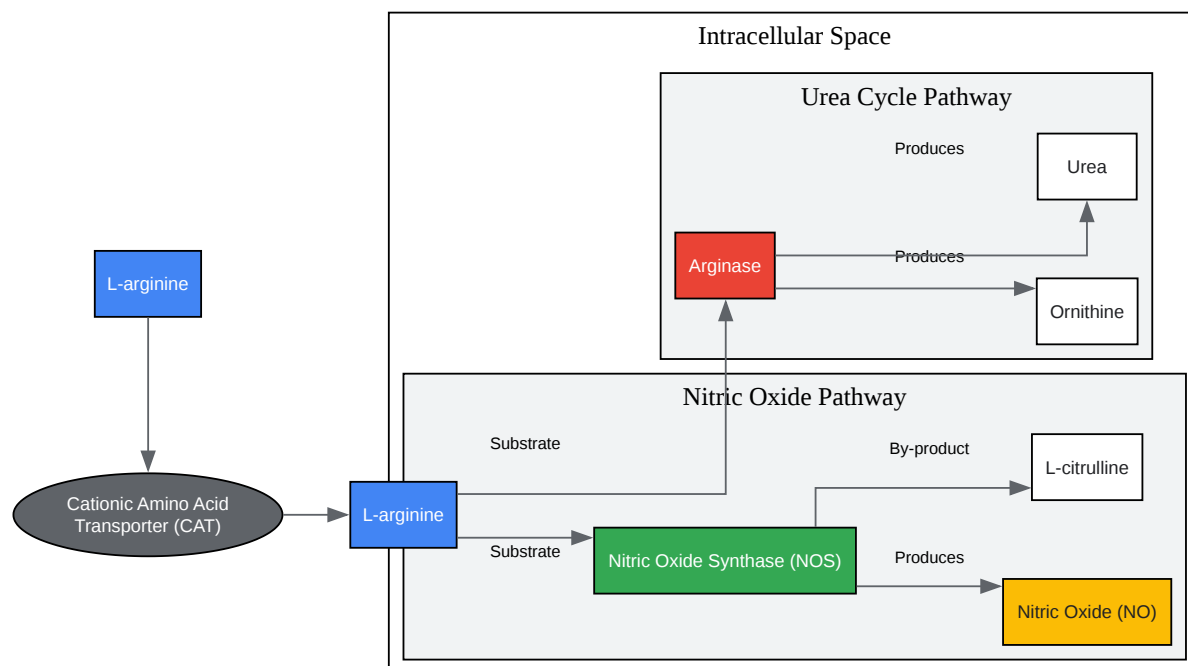 Intracellular Space
Urea Cycle Pathway
Produces
Urea
L-arginine
Arginase
Produces
Ornithine
Nitric Oxide Pathway
Substrate
By-product
L-citrulline
Cationic Amino Acid
Transporter (CAT)
L-arginine
Substrate
Nitric Oxide Synthase (NOS)
Produces
Nitric Oxide (NO)